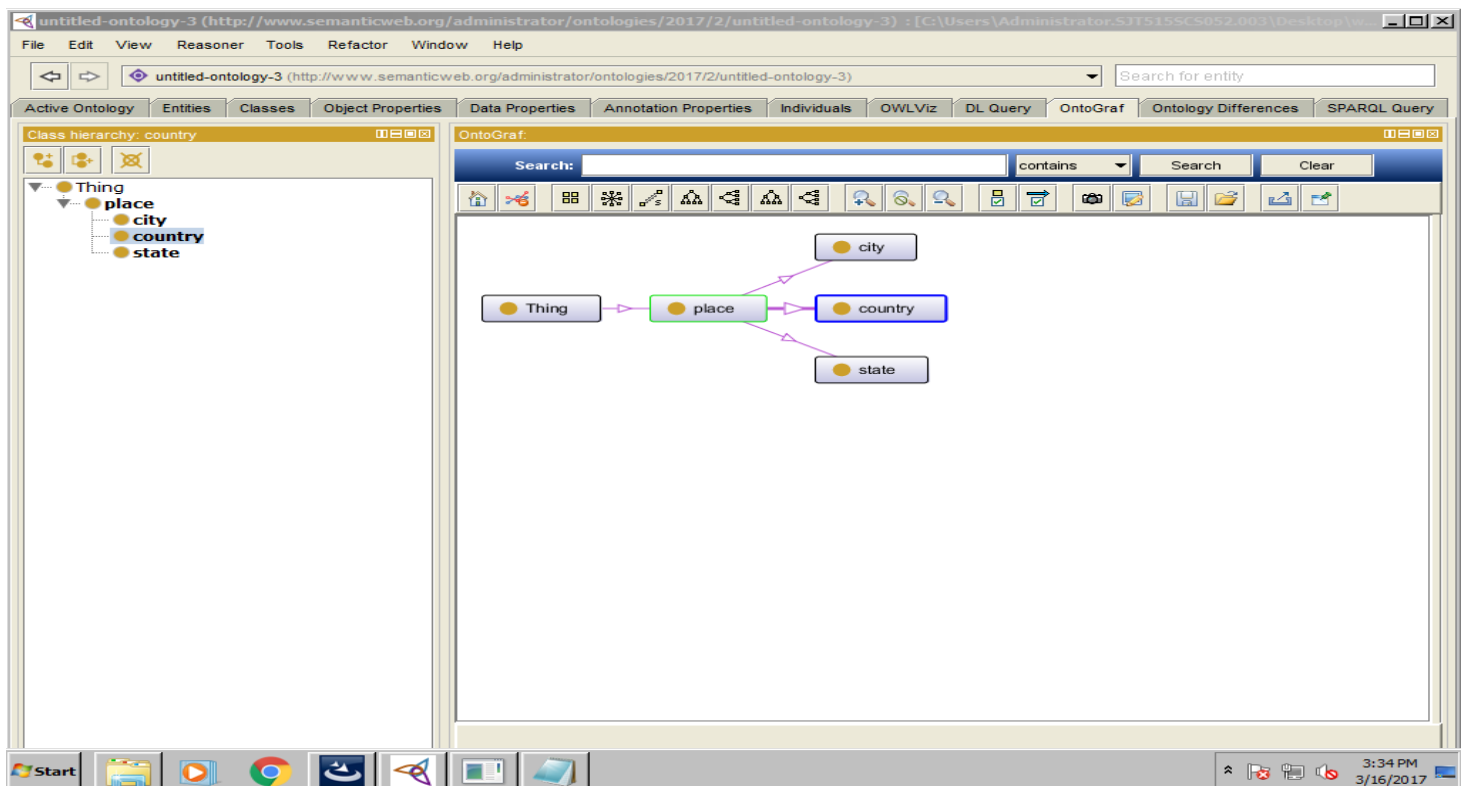 untitled-ontology-3 (http://www.semanticweb.org/administrator/ontologies/2017/2/untitled-ontology-3) : [C:\Users\Administrator.SJT515SCS052.003\Desktop\w...
File Edit View Reasoner Tools Refactor Window Help
untitled-ontology-3 (http://www.semanticweb.org/administrator/ontologies/2017/2/untitled-ontology-3) Search for entity
Active Ontology Entities Classes Object Properties Data Properties Annotation Properties Individuals OWLViz DL Query OntoGraf Ontology Differences SPARQL Query
Class hierarchy: country
Thing
place
city
country
state
OntoGraf:
Search: contains Search Clear
city
Thing place country
state
Start
3:34 PM
3/16/2017